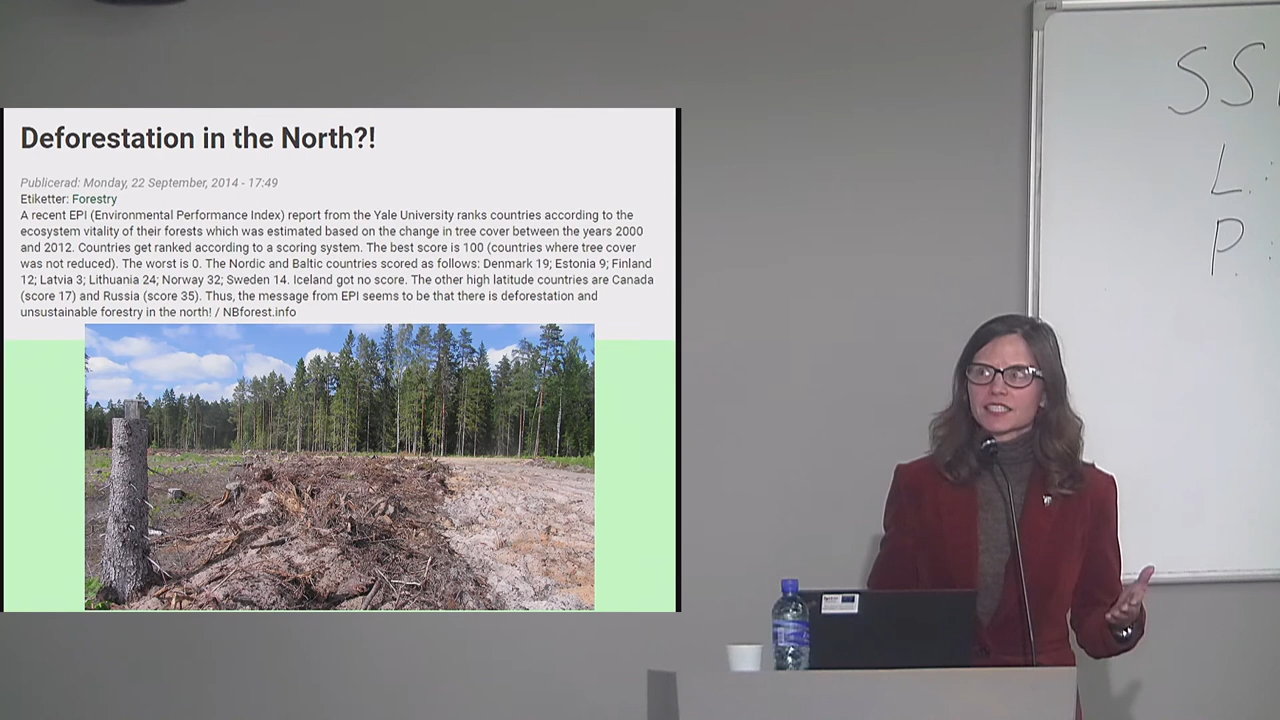 Deforestation in the North?!
Publicerad: Monday, 22 September, 2014 - 17:49
Etiketter: Forestry
A recent EPI (Environmental Performance Index) report from the Yale University ranks countries according to the
ecosystem vitality of their forests which was estimated based on the change in tree cover between the years 2000
and 2012. Countries get ranked according to a scoring system. The best score is 100 (countries where tree cover
was not reduced). The worst is 0. The Nordic and Baltic countries scored as follows: Denmark 19; Estonia 9; Finland
12; Latvia 3; Lithuania 24; Norway 32; Sweden 14. Iceland got no score. The other high latitude countries are Canada
(score 17) and Russia (score 35). Thus, the message from EPI seems to be that there is deforestation and
unsustainable forestry in the north! / NBforest.info
SS
L.
P